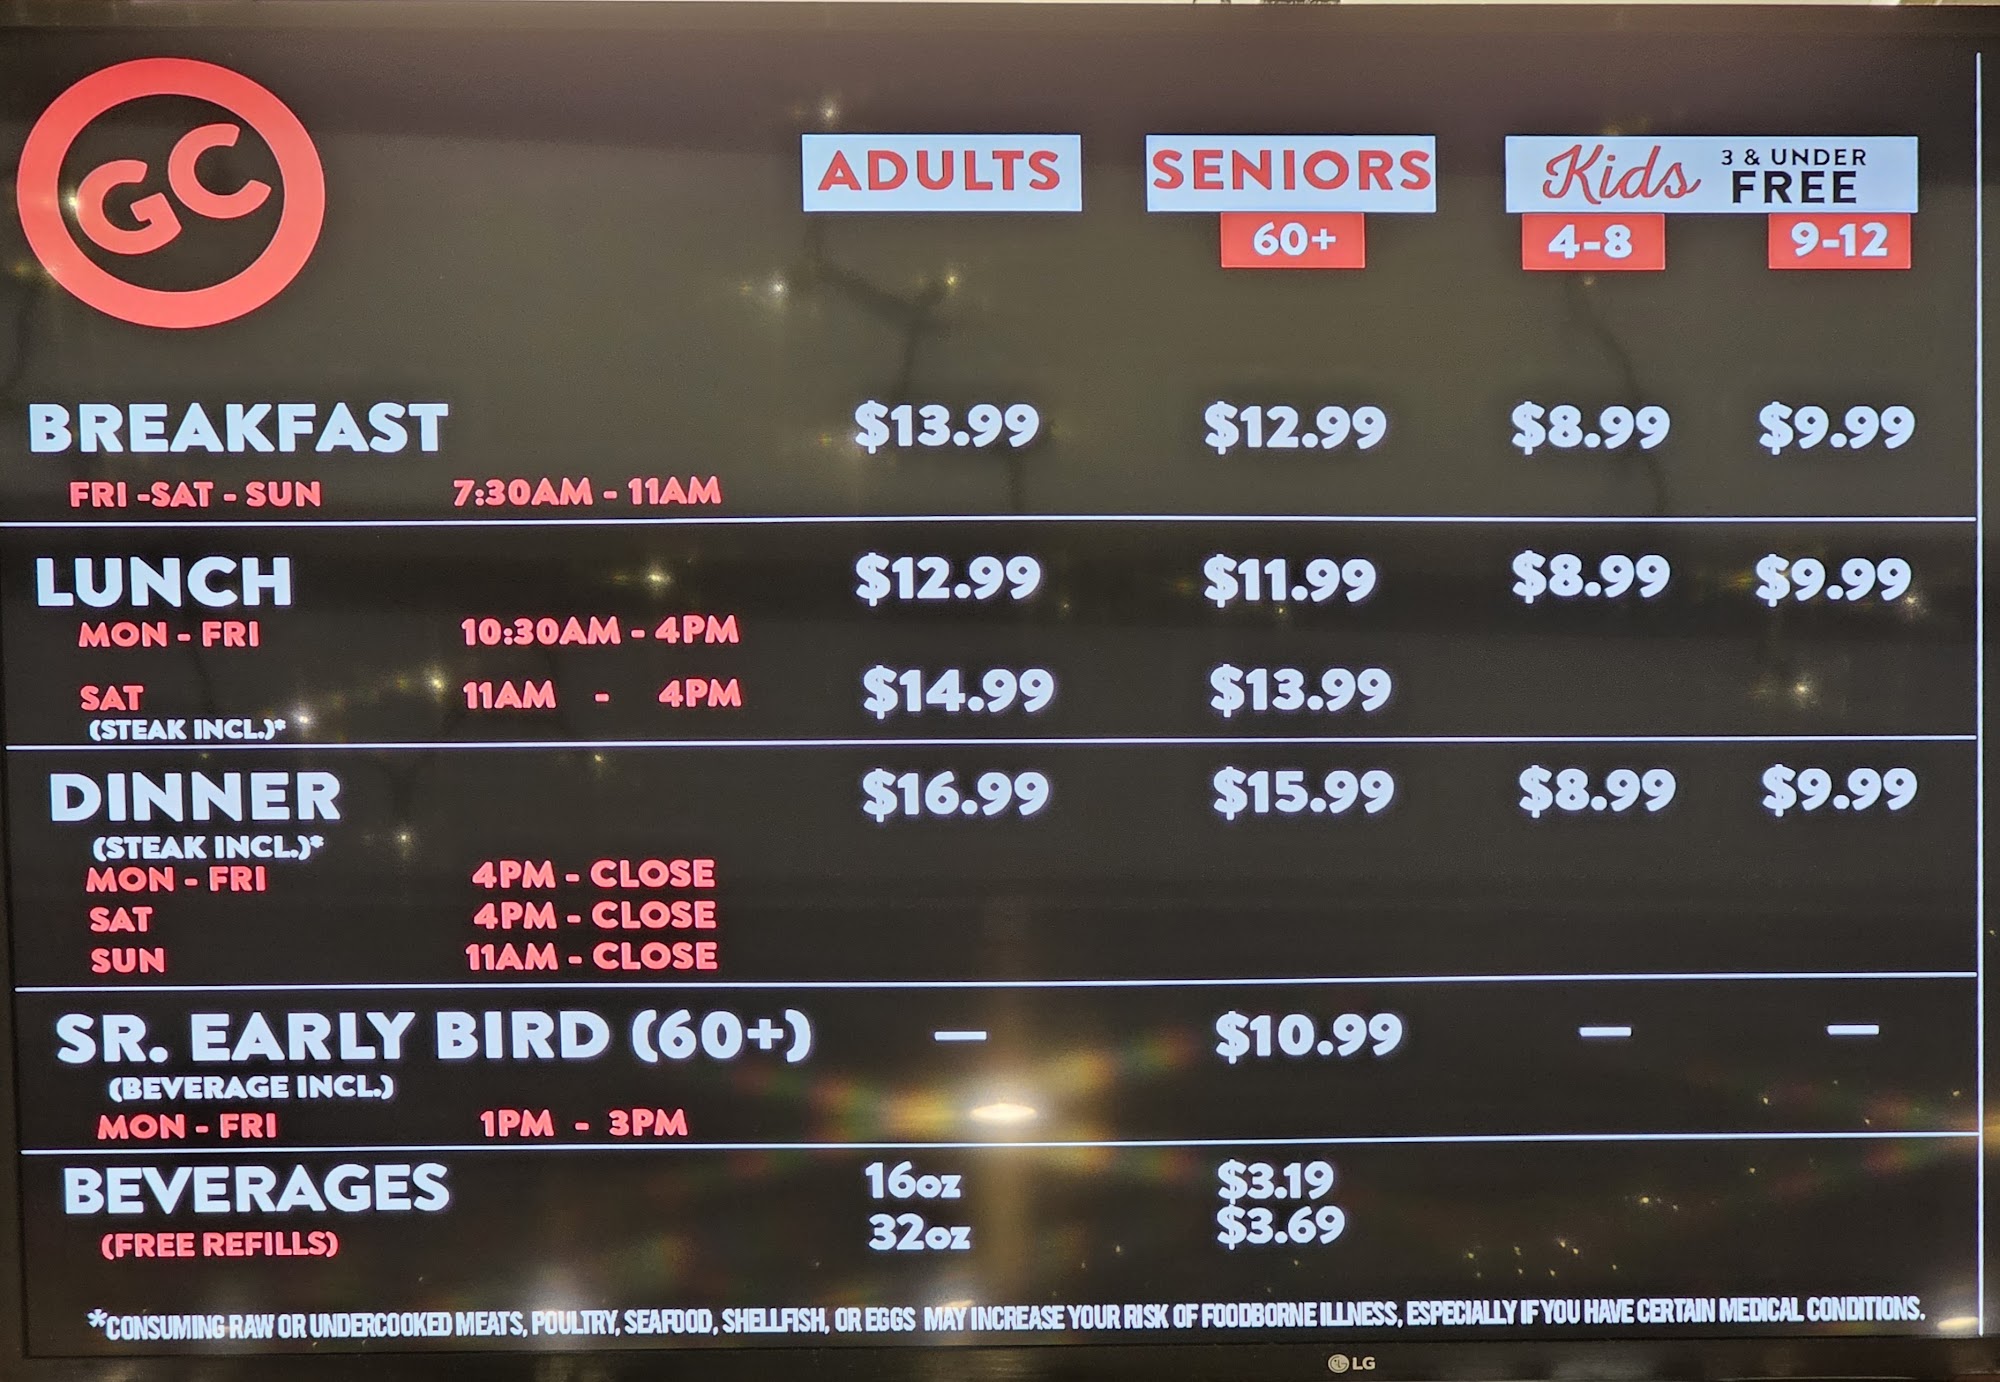 GC
ADULTS SENIORS Kids 3 & UNDER FREE
60+ 4-8 9-12
BREAKFAST $13.99 $12.99 $8.99 $9.99
FRI -SAT - SUN 7:30AM - 11AM
LUNCH $12.99 $11.99 $8.99 $9.99
MON - FRI 10:30AM - 4PM
SAT 11AM - 4PM $14.99 $13.99
(STEAK INCL.)*
DINNER $16.99 $15.99 $8.99 $9.99
(STEAK INCL.)*
MON - FRI 4PM - CLOSE
SAT 4PM - CLOSE
SUN 11AM - CLOSE
SR. EARLY BIRD (60+) — $10.99 — —
(BEVERAGE INCL.)
MON - FRI 1PM - 3PM
BEVERAGES 16oz $3.19
32oz $3.69
(FREE REFILLS)
*CONSUMING RAW OR UNDERCOOKED MEATS, POULTRY, SEAFOOD, SHELLFISH, OR EGGS MAY INCREASE YOUR RISK OF FOODBORNE ILLNESS, ESPECIALLY IF YOU HAVE CERTAIN MEDICAL CONDITIONS.
LG